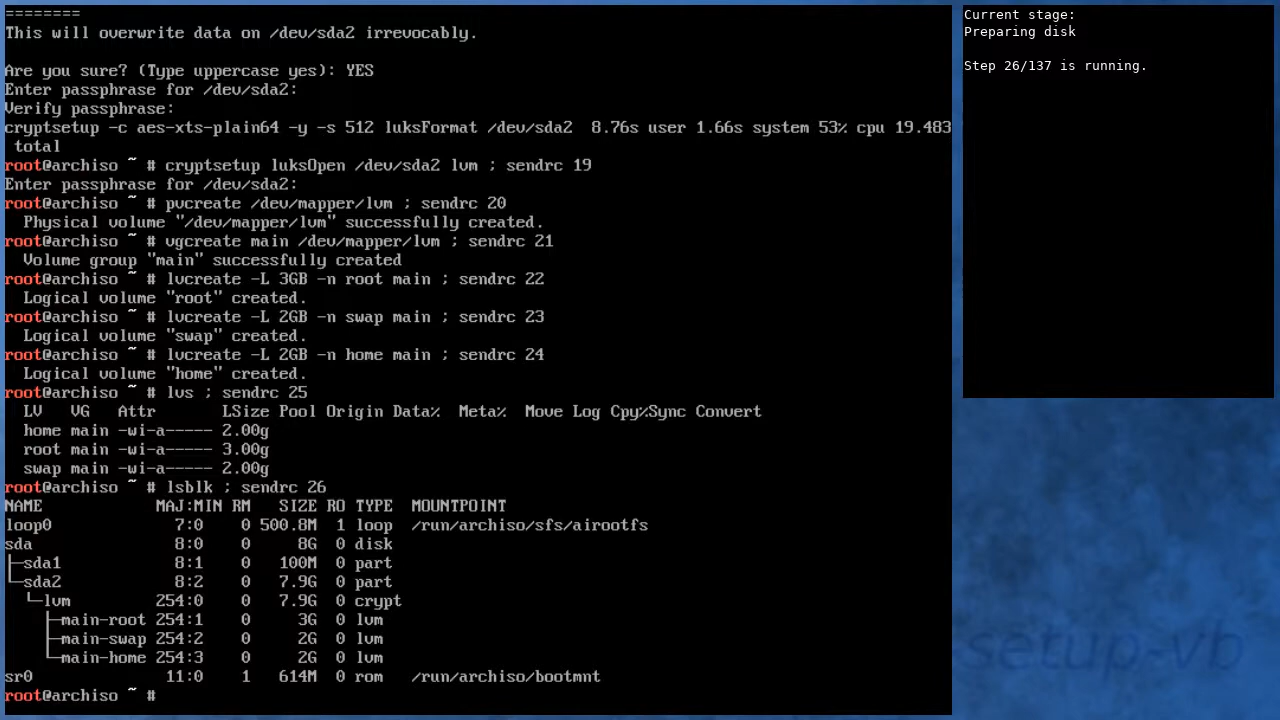 ========
This will overwrite data on /dev/sda2 irrevocably.
Are you sure? (Type uppercase yes): YES
Enter passphrase for /dev/sda2:
Verify passphrase:
cryptsetup -c aes-xts-plain64 -y -s 512 luksFormat /dev/sda2  8.76s user 1.66s system 53% cpu 19.483
 total
root@archiso ~ # cryptsetup luksOpen /dev/sda2 lvm ; sendrc 19
Enter passphrase for /dev/sda2:
root@archiso ~ # pvcreate /dev/mapper/lvm ; sendrc 20
  Physical volume "/dev/mapper/lvm" successfully created.
root@archiso ~ # vgcreate main /dev/mapper/lvm ; sendrc 21
  Volume group "main" successfully created
root@archiso ~ # lvcreate -L 3GB -n root main ; sendrc 22
  Logical volume "root" created.
root@archiso ~ # lvcreate -L 2GB -n swap main ; sendrc 23
  Logical volume "swap" created.
root@archiso ~ # lvcreate -L 2GB -n home main ; sendrc 24
  Logical volume "home" created.
root@archiso ~ # lvs ; sendrc 25
  LV   VG   Attr       LSize Pool Origin Data%  Meta%  Move Log Cpy%Sync Convert
  home main -wi-a----- 2.00g
  root main -wi-a----- 3.00g
  swap main -wi-a----- 2.00g
root@archiso ~ # lsblk ; sendrc 26
NAME            MAJ:MIN RM   SIZE RO TYPE  MOUNTPOINT
loop0             7:0    0 500.8M  1 loop  /run/archiso/sfs/airootfs
sda               8:0    0     8G  0 disk
├─sda1            8:1    0   100M  0 part
└─sda2            8:2    0   7.9G  0 part
  └─lvm         254:0    0   7.9G  0 crypt
    ├─main-root 254:1    0     3G  0 lvm
    ├─main-swap 254:2    0     2G  0 lvm
    └─main-home 254:3    0     2G  0 lvm
sr0              11:0    1   614M  0 rom   /run/archiso/bootmnt
root@archiso ~ #
Current stage:
Preparing disk
Step 26/137 is running.
setup-vb